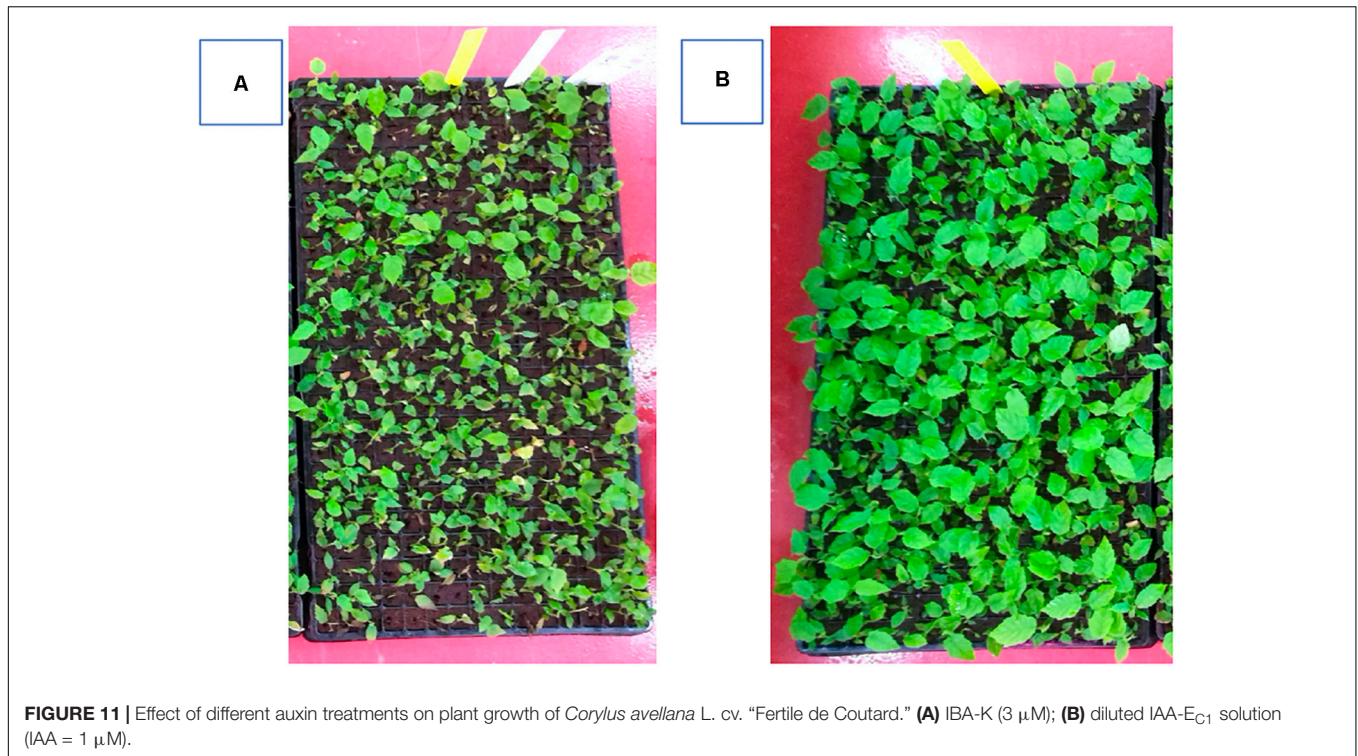 A
B
FIGURE 11 | Effect of different auxin treatments on plant growth of Corylus avellana L. cv. “Fertile de Coutard.” (A) IBA-K (3 μM); (B) diluted IAA-EC1 solution
(IAA = 1 μM).